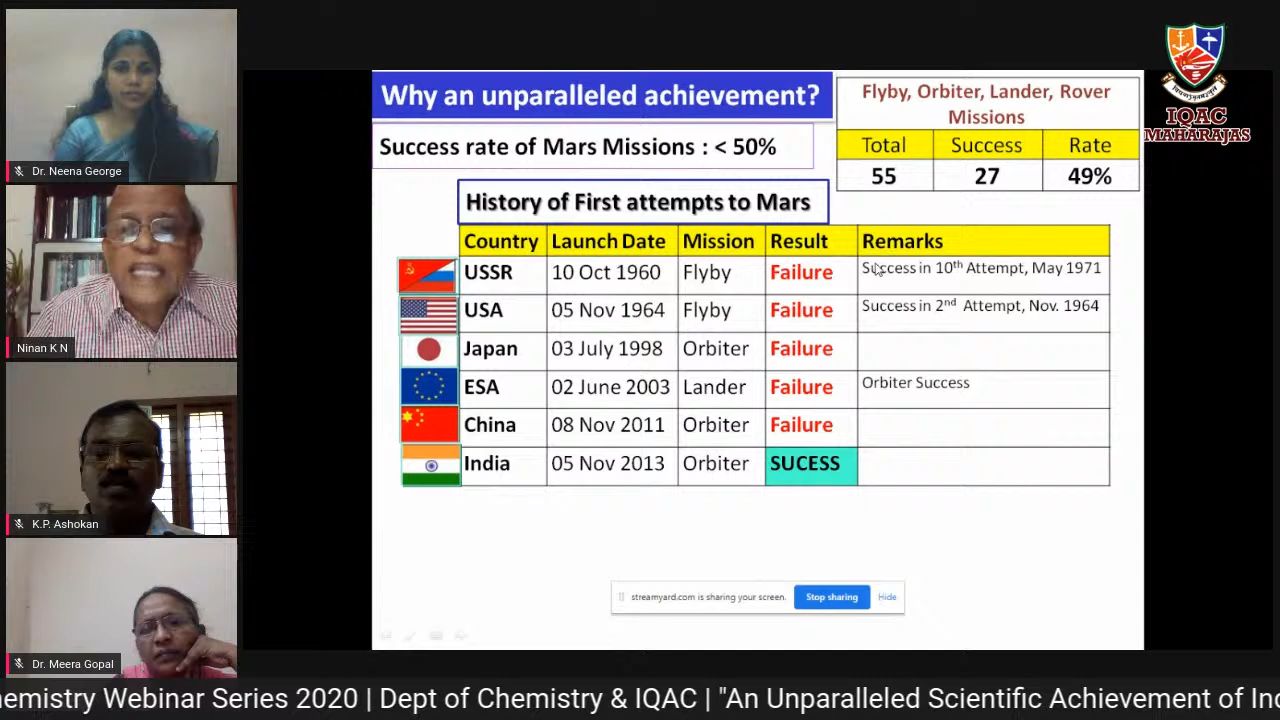 Dr. Neena George
Ninan K N
K.P. Ashokan
Dr. Meera Gopal
Why an unparalleled achievement?
Success rate of Mars Missions : < 50%
Flyby, Orbiter, Lander, Rover
Missions
Total Success Rate
55 27 49%
IQAC
MAHARAJAS
History of First attempts to Mars
Country Launch Date Mission Result Remarks
USSR 10 Oct 1960 Flyby Failure Success in 10th Attempt, May 1971
USA 05 Nov 1964 Flyby Failure Success in 2nd Attempt, Nov. 1964
Japan 03 July 1998 Orbiter Failure
ESA 02 June 2003 Lander Failure Orbiter Success
China 08 Nov 2011 Orbiter Failure
India 05 Nov 2013 Orbiter SUCESS
streamyard.com is sharing your screen. Stop sharing Hide
hemistry Webinar Series 2020 | Dept of Chemistry & IQAC | "An Unparalleled Scientific Achievement of Inc